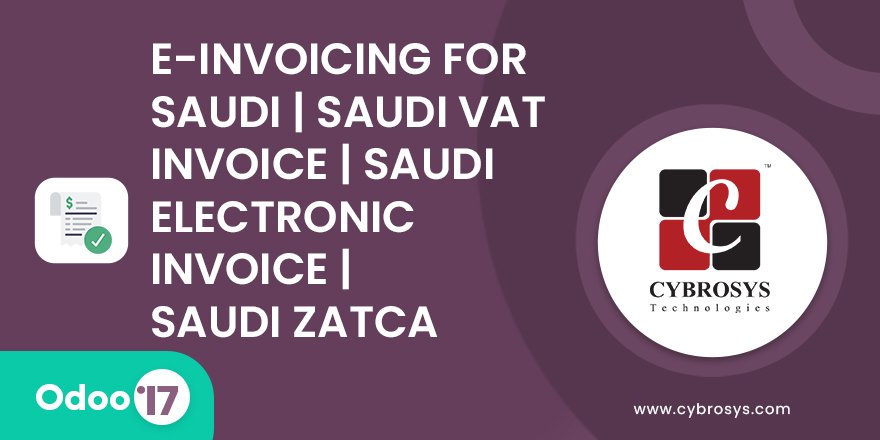 E-INVOICING FOR
SAUDI | SAUDI VAT
INVOICE | SAUDI
ELECTRONIC
INVOICE |
SAUDI ZATCA
$
C
™
CYBROSYS
Technologies
Odoo '17
www.cybrosys.com